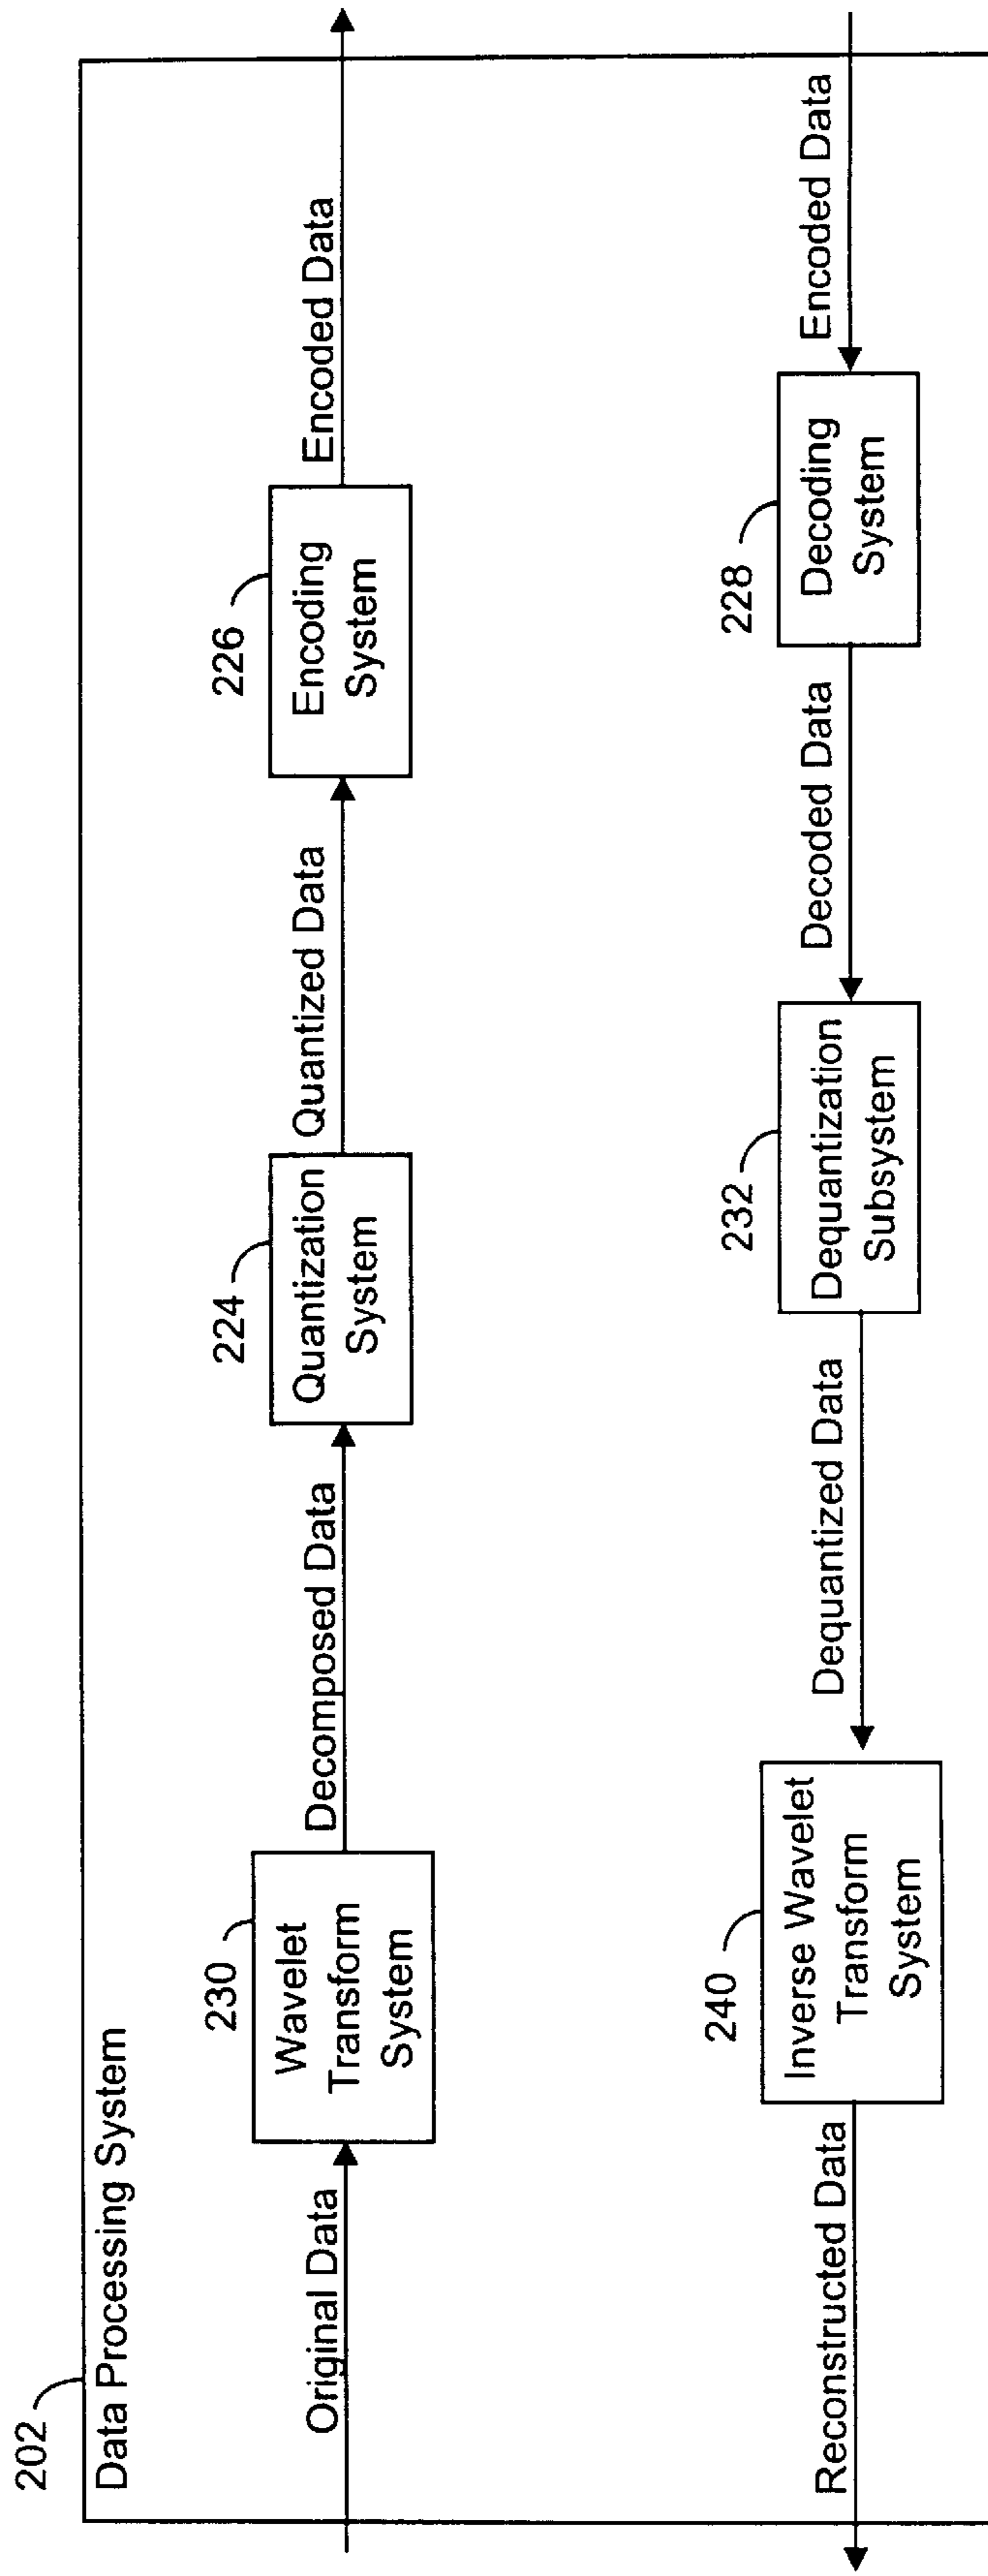 202
Data Processing System
Original Data
230
Wavelet
Transform
System
Decomposed Data
224
Quantization
System
Quantized Data
226
Encoding
System
Encoded Data
Reconstructed Data
240
Inverse Wavelet
Transform
System
Dequantized Data
232
Dequantization
Subsystem
Decoded Data
228
Decoding
System
Encoded Data